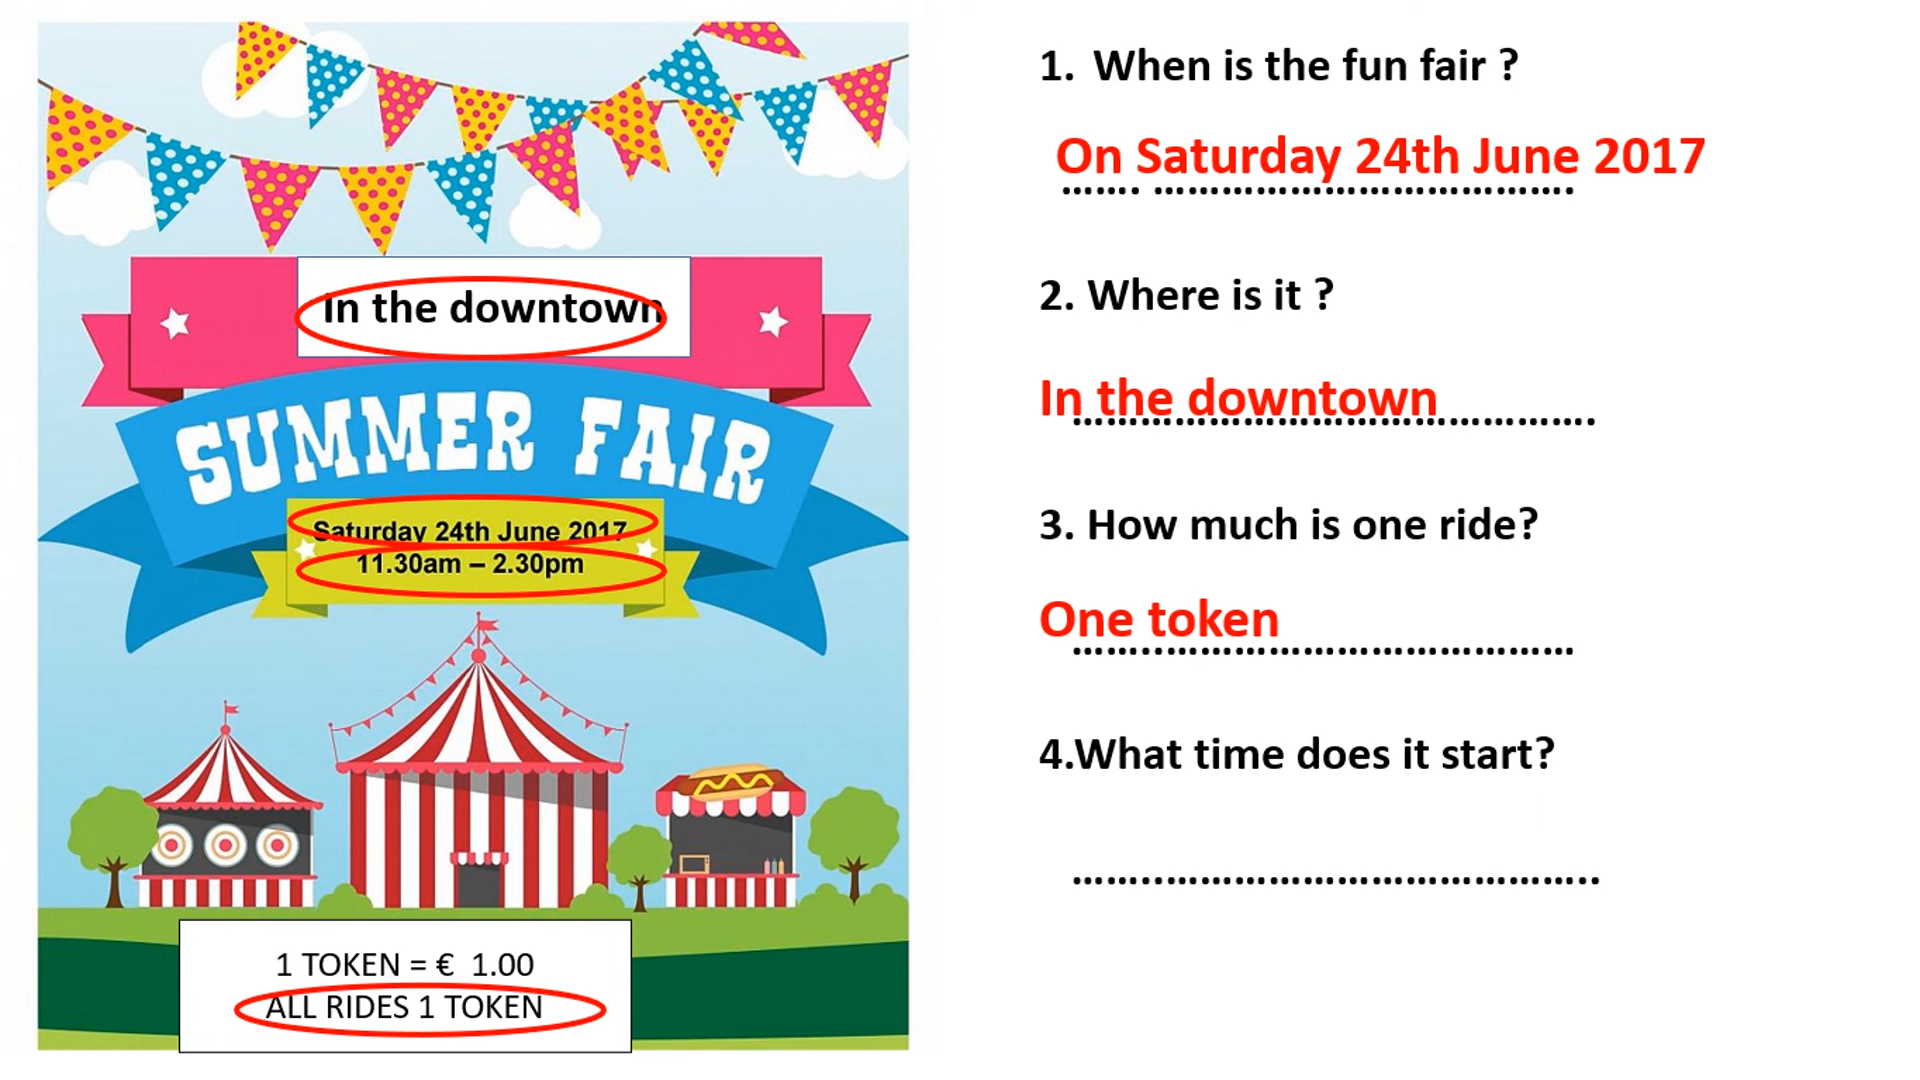 In the downtown
SUMMER FAIR
Saturday 24th June 2017
11.30am – 2.30pm
1 TOKEN = € 1.00
ALL RIDES 1 TOKEN
1. When is the fun fair ?
On Saturday 24th June 2017
……. ……………………………….
2. Where is it ?
In the downtown
……………………………………….
3. How much is one ride?
One token
……..………………………………
4.What time does it start?
……..………………………………..